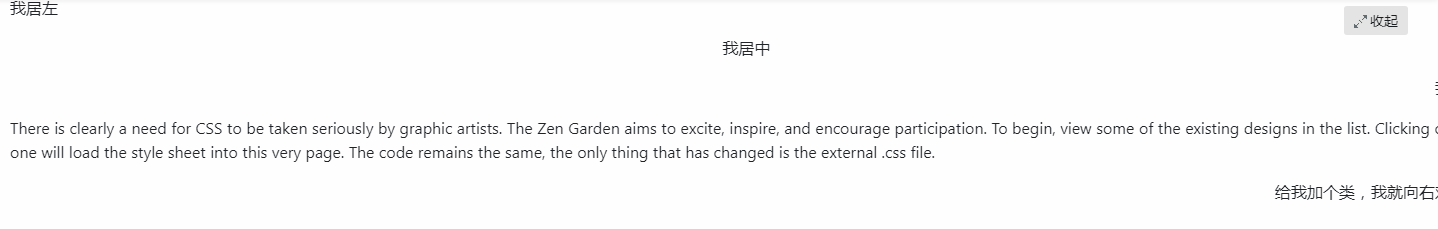 我居左
收起
我居中
There is clearly a need for CSS to be taken seriously by graphic artists. The Zen Garden aims to excite, inspire, and encourage participation. To begin, view some of the existing designs in the list. Clicking
one will load the style sheet into this very page. The code remains the same, the only thing that has changed is the external .css file.
给我加个类，我就向右